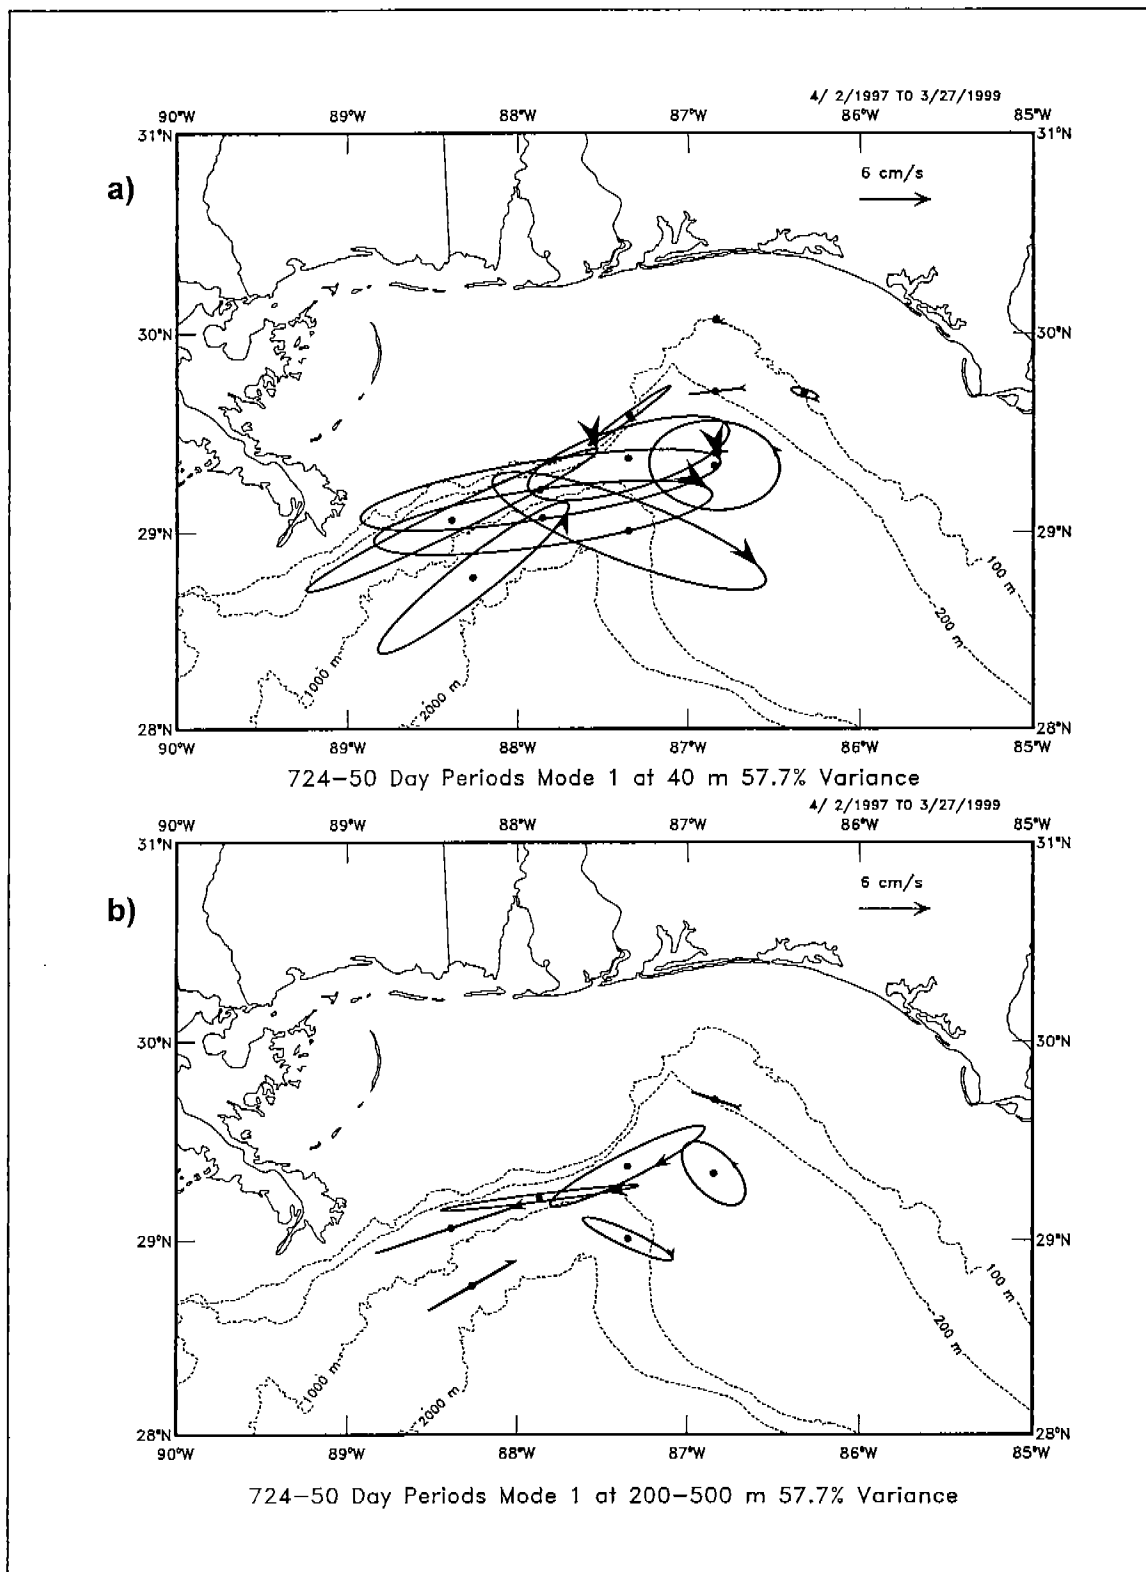 4/ 2/1997 TO 3/27/1999
90°W 89°W 88°W 87°W 86°W 85°W
31°N 31°N
a)
6 cm/s
30°N 30°N
29°N 29°N
100 m
200 m
1000 m
2000 m
28°N 28°N
90°W 89°W 88°W 87°W 86°W 85°W
724-50 Day Periods Mode 1 at 40 m 57.7% Variance
4/ 2/1997 TO 3/27/1999
90°W 89°W 88°W 87°W 86°W 85°W
31°N 31°N
6 cm/s
b)
30°N 30°N
29°N 29°N
100 m
200 m
1000 m
2000 m
28°N 28°N
90°W 89°W 88°W 87°W 86°W 85°W
724-50 Day Periods Mode 1 at 200-500 m 57.7% Variance